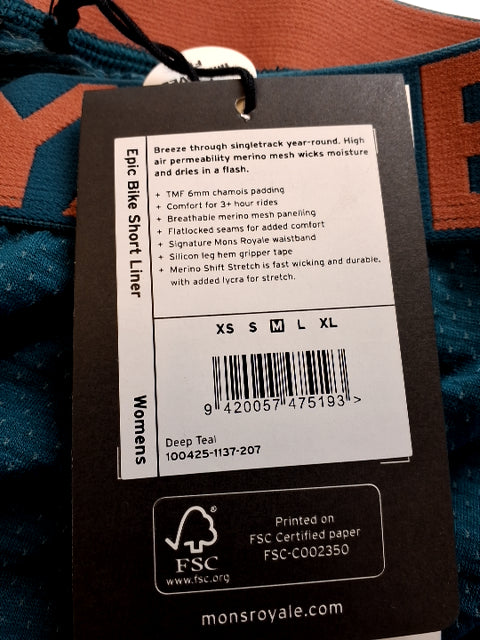 Breeze through singletrack year-round. High
air permeability merino mesh wicks moisture
and dries in a flash.
+ TMF 6mm chamois padding
+ Comfort for 3+ hour rides
+ Breathable merino mesh panelling
+ Flatlocked seams for added comfort
+ Signature Mons Royale waistband
+ Silicon leg hem gripper tape
+ Merino Shift Stretch is fast wicking and durable,
with added lycra for stretch.
Epic Bike Short Liner
Womens
XS S M L XL
9 420057 475193 >
Deep Teal
100425-1137-207
FSC®
www.fsc.org
Printed on
FSC Certified paper
FSC-C002350
monsroyale.com